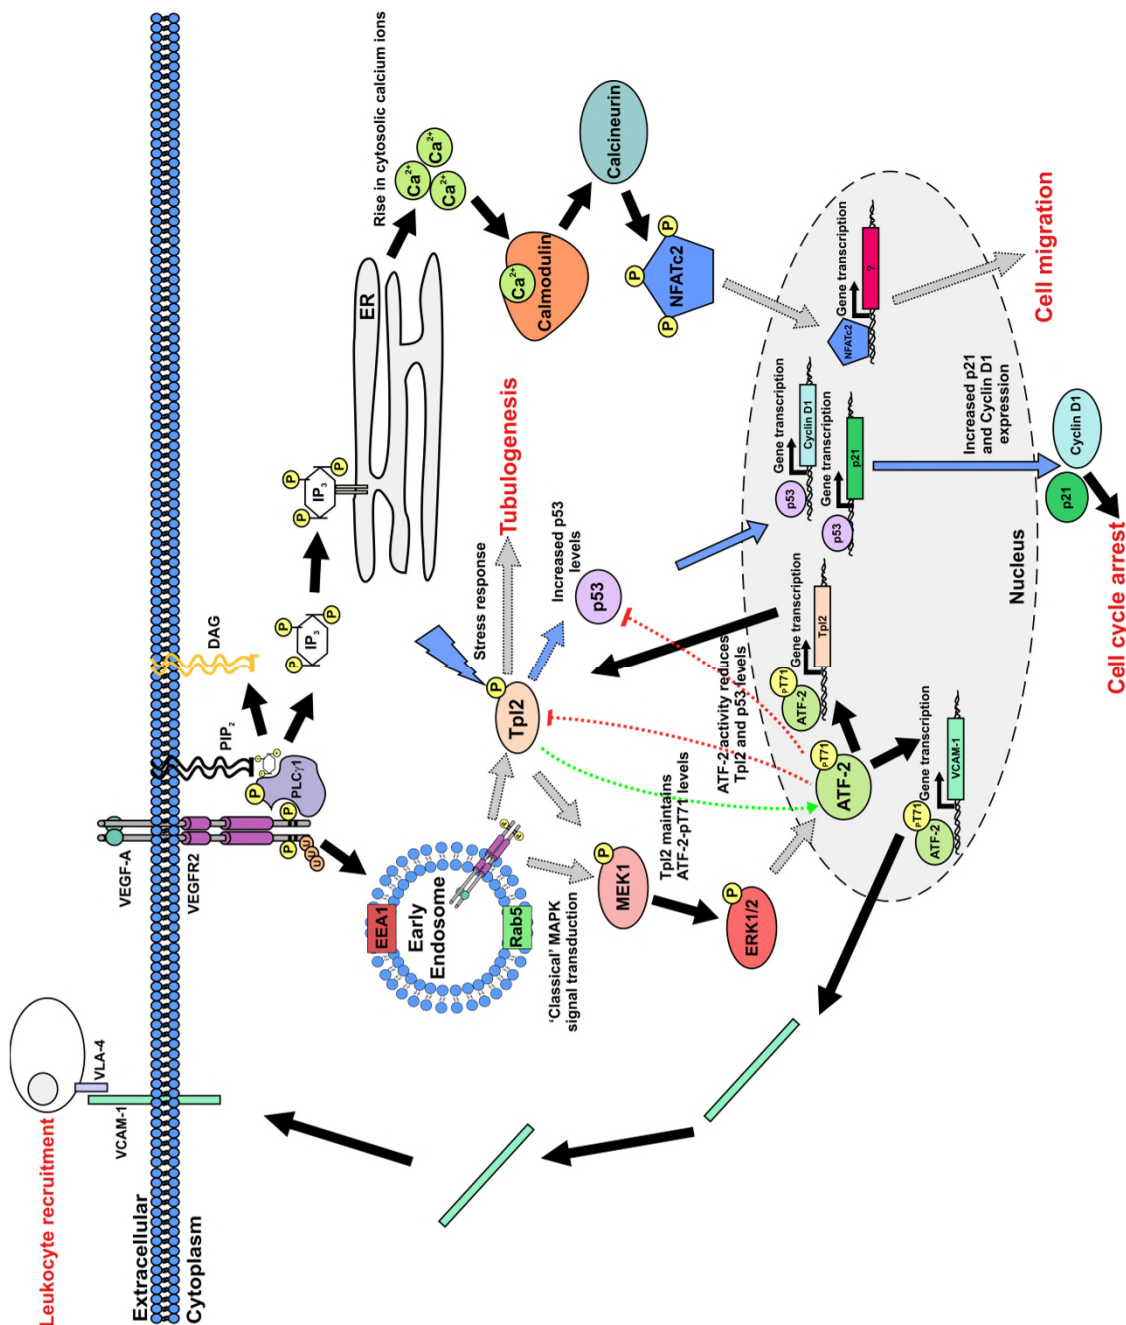 Leukocyte recruitment
VLA-4
VCAM-1
Extracellular
Cytoplasm
VEGF-A
VEGFR2
P
P
U
U
U
P
PLCγ1
PIP2
DAG
P
P
P
IP3
P
P
P
IP3
ER
Rise in cytosolic calcium ions
Ca2+
Ca2+
Ca2+
Ca2+
Calmodulin
Calcineurin
P
P
P
NFATc2
EEA1
Early
Endosome
Rab5
'Classical' MAPK
signal transduction
P
Tpl2
Stress response
Tubulogenesis
Increased p53
levels
p53
P
MEK1
P
ERK1/2
Tpl2 maintains
ATF-2-pT71 levels
ATF-2 activity reduces
Tpl2 and p53 levels
pT71
ATF-2
pT71
ATF-2
Gene transcription
Tpl2
pT71
ATF-2
Gene transcription
VCAM-1
p53
Gene transcription
Cyclin D1
p53
Gene transcription
p21
NFATc2
Gene transcription
?
Nucleus
Increased p21
and Cyclin D1
expression
p21
Cyclin D1
Cell cycle arrest
Cell migration